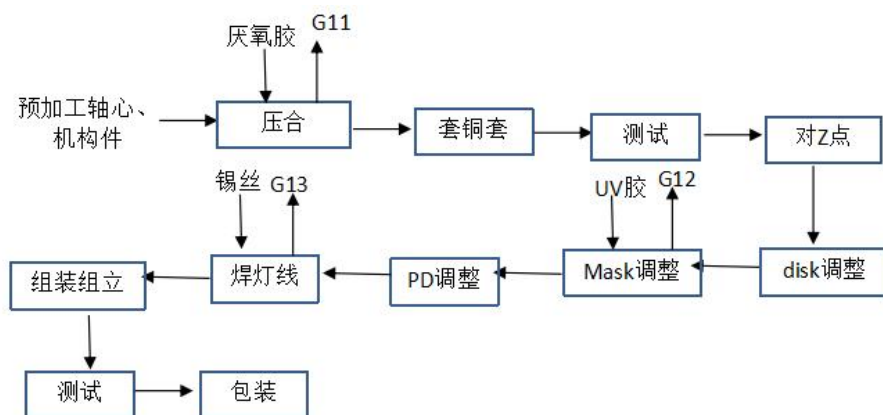 厌氧胶
G11
预加工轴心、
机构件
压合
套铜套
测试
对Z点
锡丝
G13
UV胶
G12
组装组立
焊灯线
PD调整
Mask调整
disk调整
测试
包装